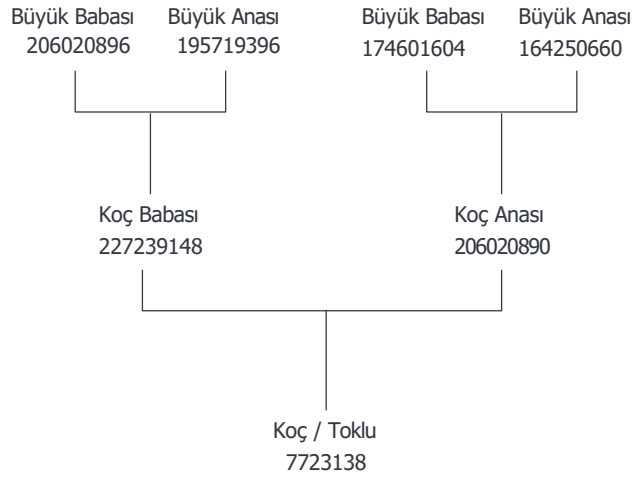 Büyük Babası Büyük Anası Büyük Babası Büyük Anası
206020896 195719396 174601604 164250660
Koç Babası Koç Anası
227239148 206020890
Koç / Toklu
7723138